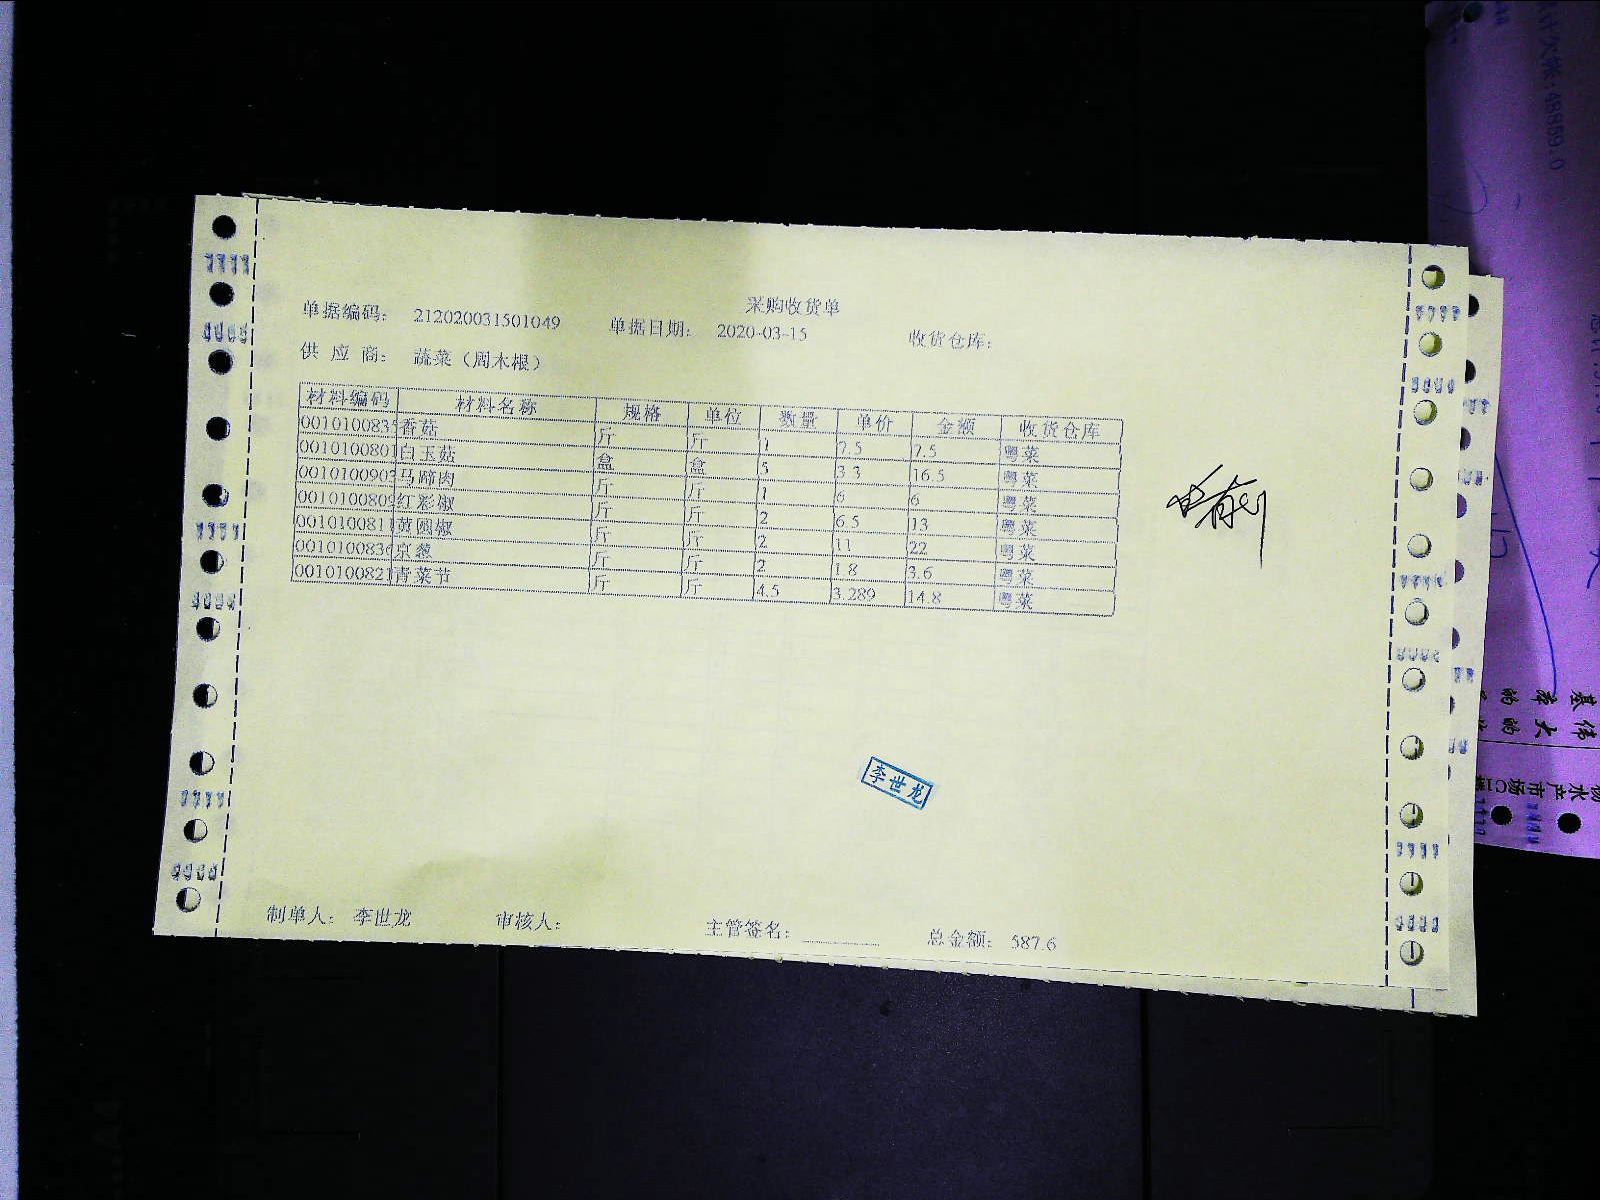 采购收货单
单据编码： 212020031501049 单据日期： 2020-03-15 收货仓库：
供 应 商： 蔬菜（周木根）
材料编码 材料名称 规格 单位 数量 单价 金额 收货仓库
0010100835 香菇 斤 斤 1 7.5 7.5 粤菜
0010100801 白玉菇 盒 盒 5 3.3 16.5 粤菜
001010090 马蹄肉 斤 斤 1 6 6 粤菜
0010100809 红彩椒 斤 斤 2 6.5 13 粤菜
001010081 黄圆椒 斤 斤 2 11 22 粤菜
0010100836 京葱 斤 斤 2 1.8 3.6 粤菜
001010082 青菜节 斤 斤 4.5 3.289 14.8 粤菜
李世龙
制单人： 李世龙 审核人： 主管签名： 总金额： 587.6